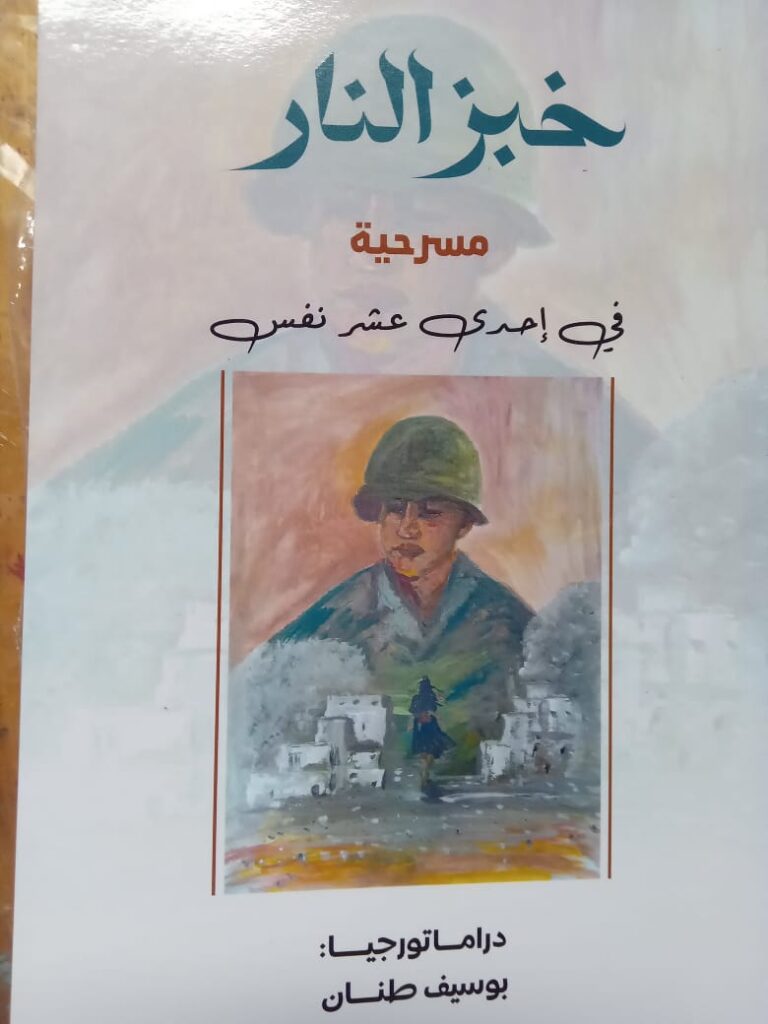 خبز النار
مسرحية
في إحدى عشر نفس
دراماتورجيا:
بوسيف طنان